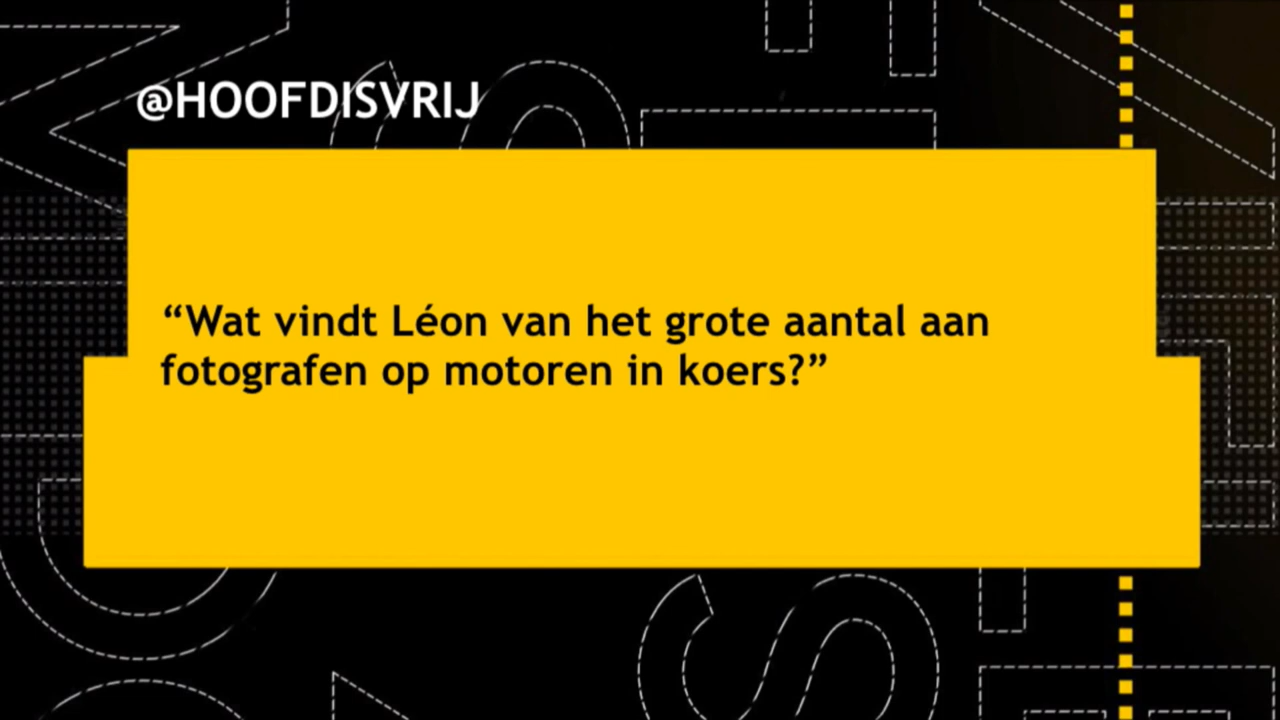 @HOOFDISVRIJ
“Wat vindt Léon van het grote aantal aan
fotografen op motoren in koers?”